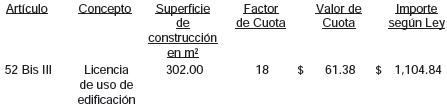 Artículo Concepto Superficie de construcción en m² Factor de Cuota Valor de Cuota Importe según Ley
52 Bis III Licencia de uso de edificación 302.00 18 $ 61.38 $ 1,104.84